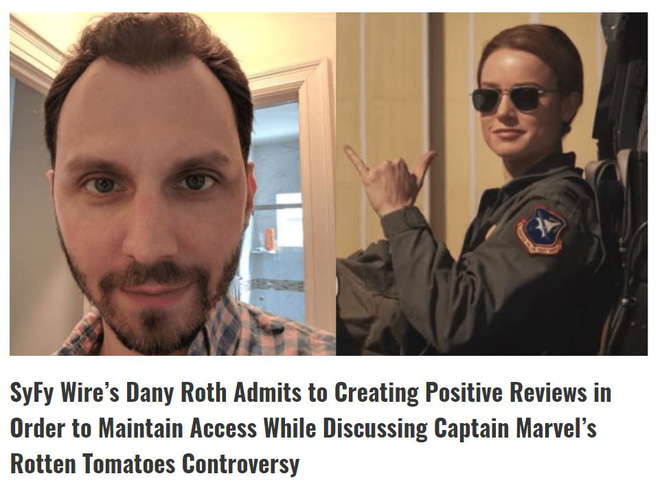 SyFy Wire's Dany Roth Admits to Creating Positive Reviews in
Order to Maintain Access While Discussing Captain Marvel's
Rotten Tomatoes Controversy